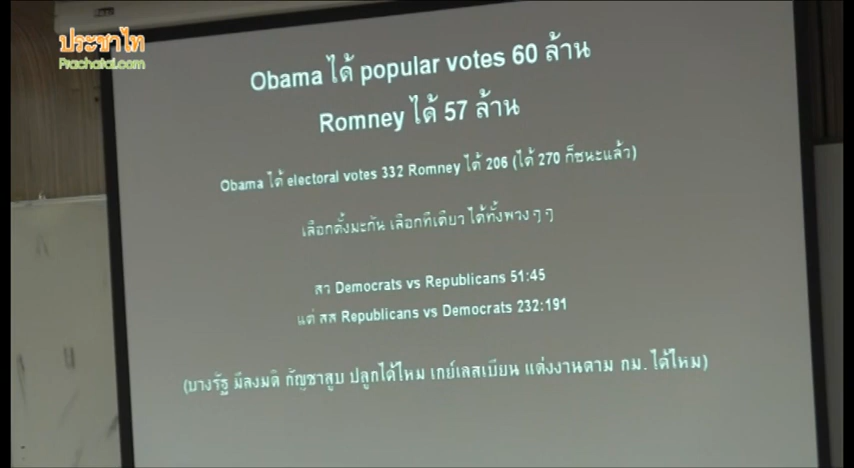 ประชาไท
Prachatai.com
Obama ได้ popular votes 60 ล้าน
Romney ได้ 57 ล้าน
Obama ได้ electoral votes 332 Romney ได้ 206 (ได้ 270 ก็ชนะแล้ว)
เลือกตั้งมะกัน เลือกทีเดียว ได้ทั้งพวง ๆ ๆ
สว Democrats vs Republicans 51:45
แต่ สส Republicans vs Democrats 232:191
(บางรัฐ มีลงมติ กัญชาสูบ ปลูกได้ไหม เกย์เลสเบียน แต่งงานตาม กม. ได้ไหม)